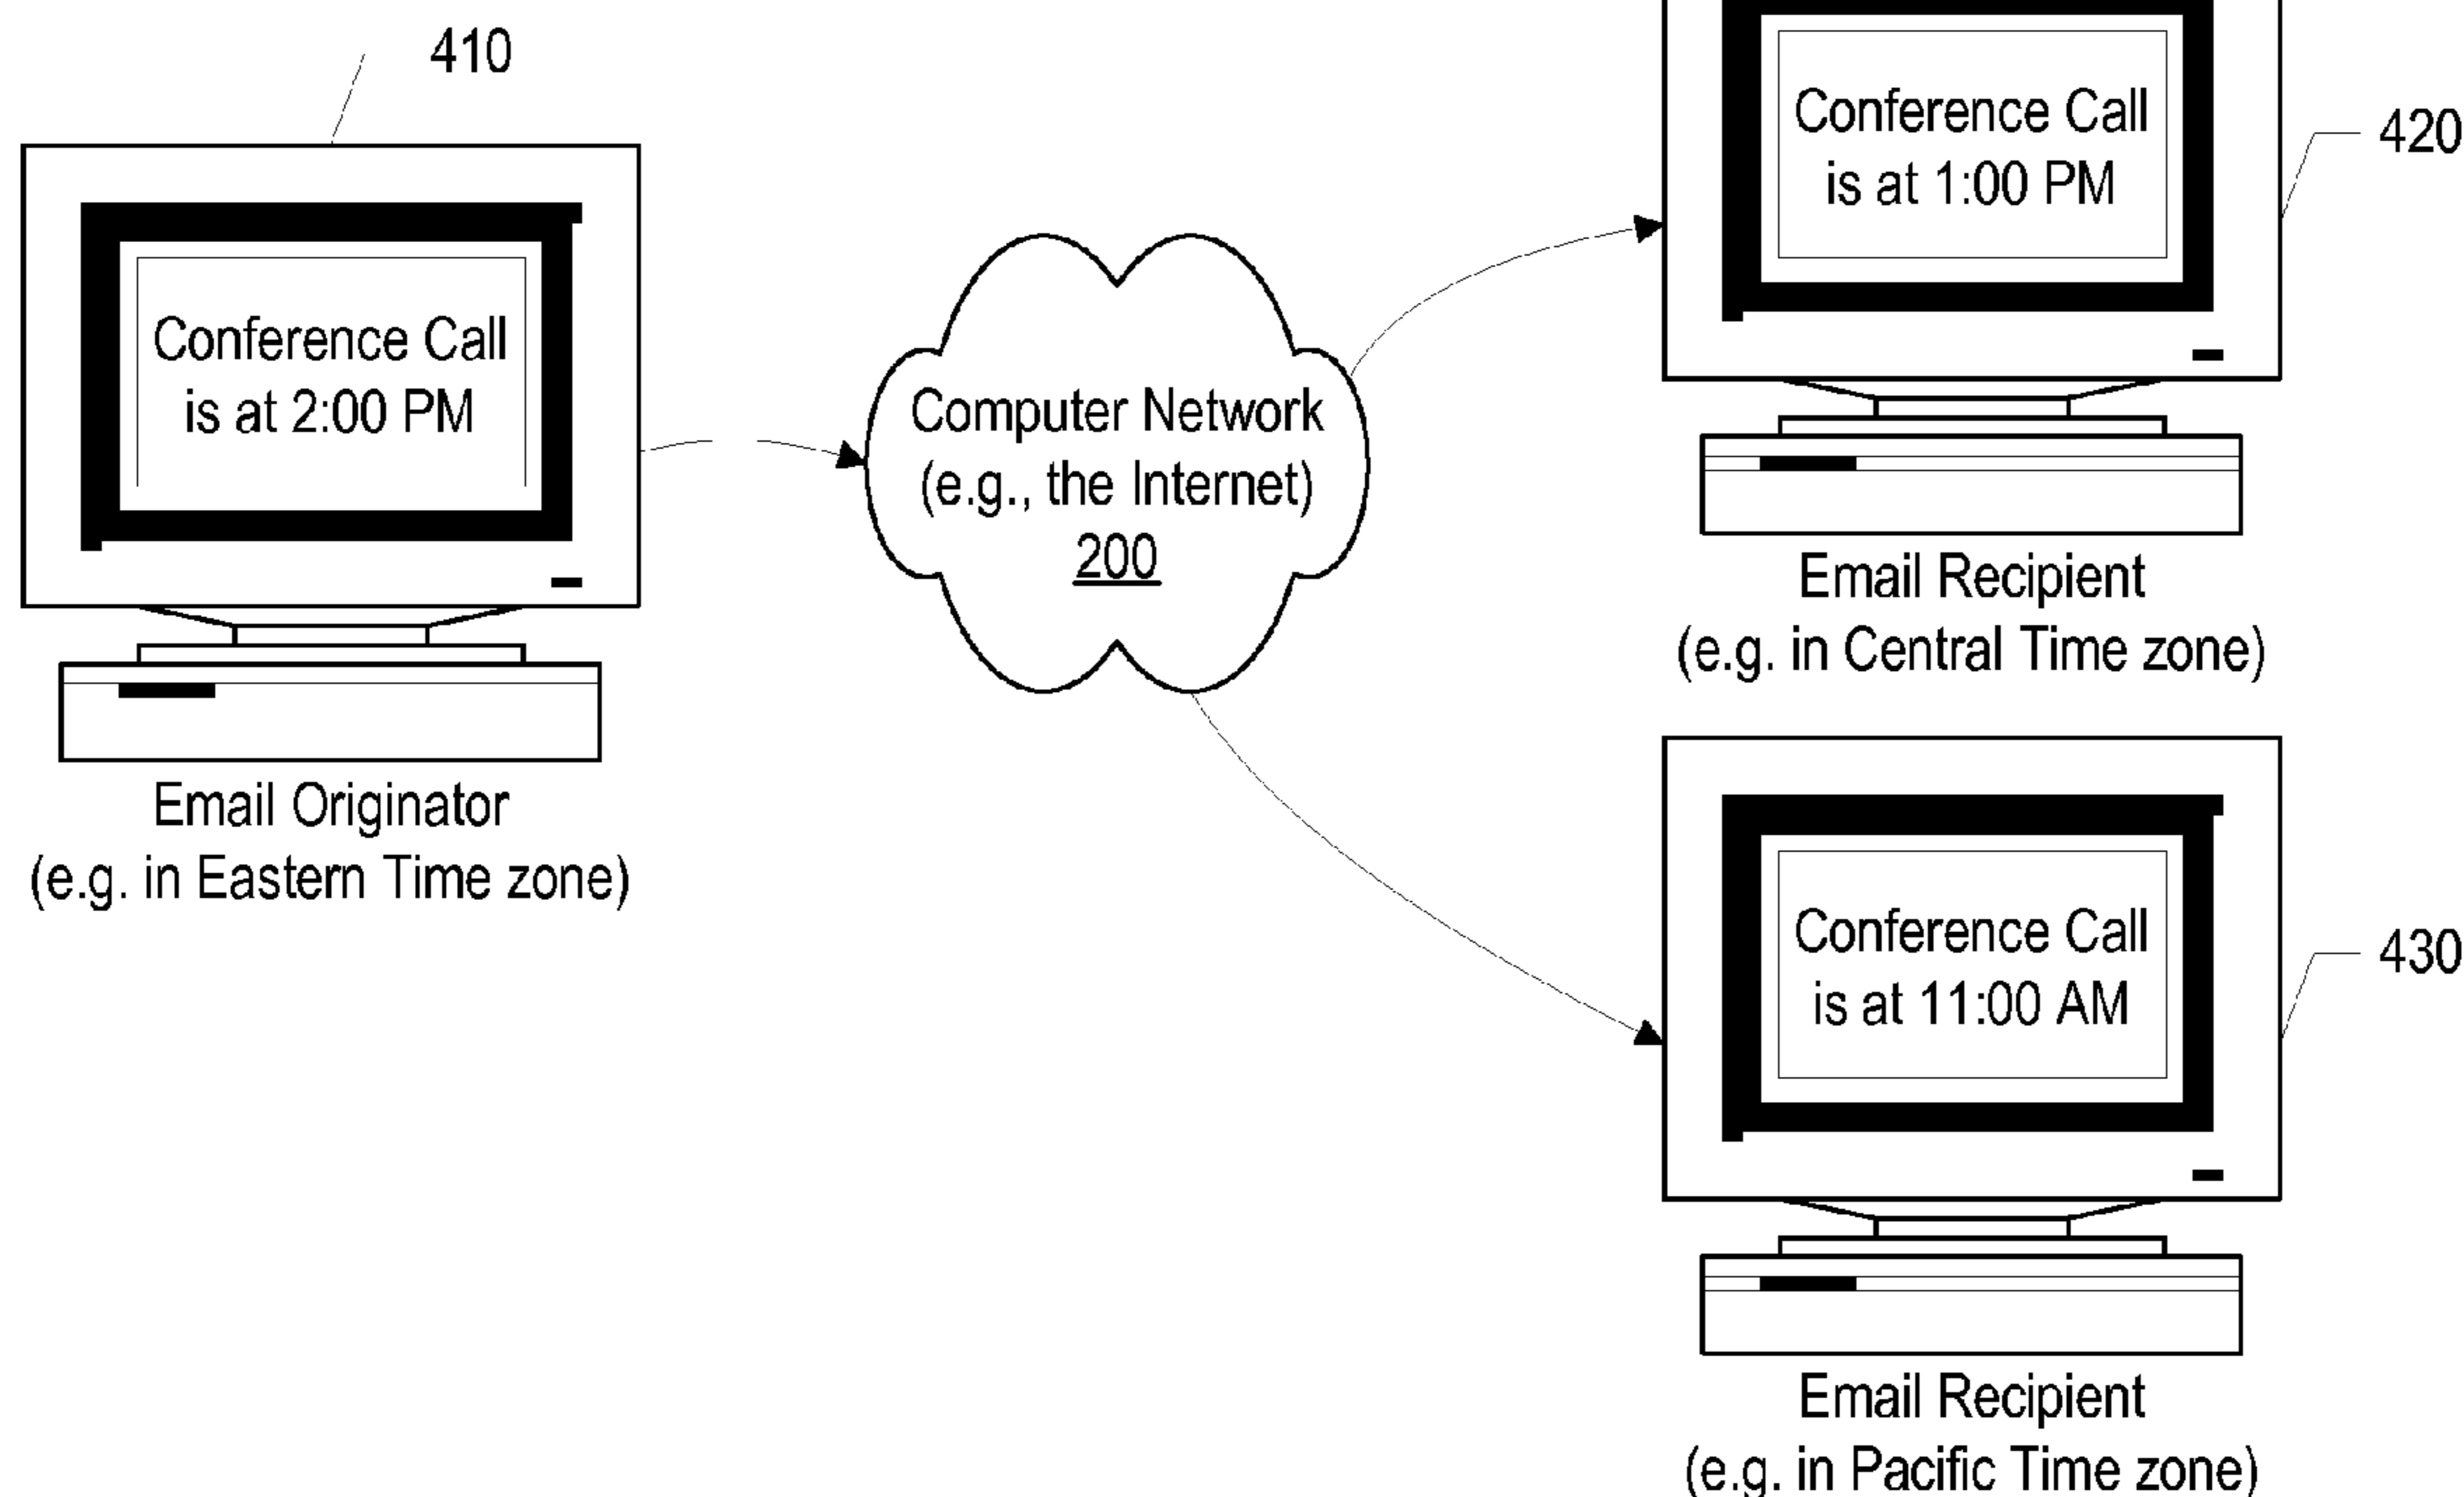 410
Conference Call
is at 2:00 PM
Email Originator
(e.g. in Eastern Time zone)
Computer Network
(e.g., the Internet)
200
Conference Call
is at 1:00 PM
420
Email Recipient
(e.g. in Central Time zone)
Conference Call
is at 11:00 AM
430
Email Recipient
(e.g. in Pacific Time zone)